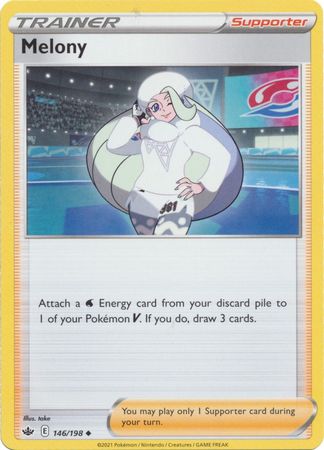 TRAINER Supporter
Melony
961
Attach a Energy card from your discard pile to
1 of your Pokémon V. If you do, draw 3 cards.
Illus. take
E 146/198
You may play only 1 Supporter card during
your turn.
©2021 Pokémon / Nintendo / Creatures / GAME FREAK